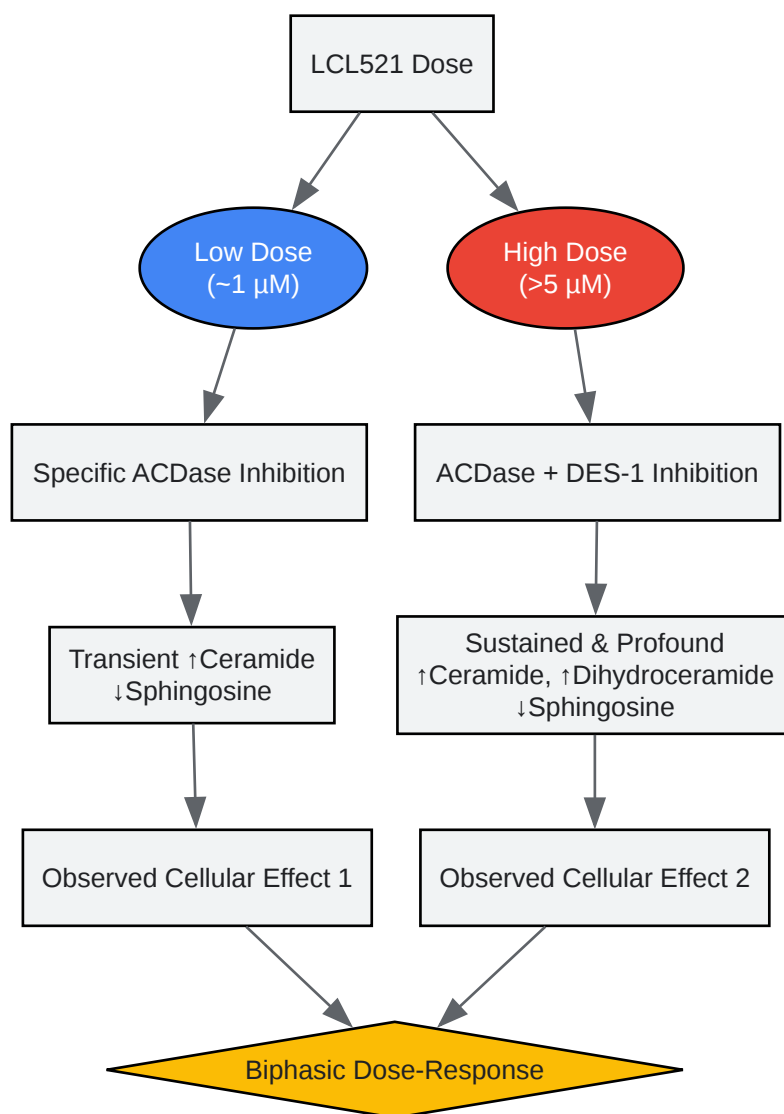 LCL521 Dose
Low Dose
(~1 µM)
High Dose
(>5 µM)
Specific ACDase Inhibition
ACDase + DES-1 Inhibition
Transient ↑Ceramide
↓Sphingosine
Sustained & Profound
↑Ceramide, ↑Dihydroceramide
↓Sphingosine
Observed Cellular Effect 1
Observed Cellular Effect 2
Biphasic Dose-Response